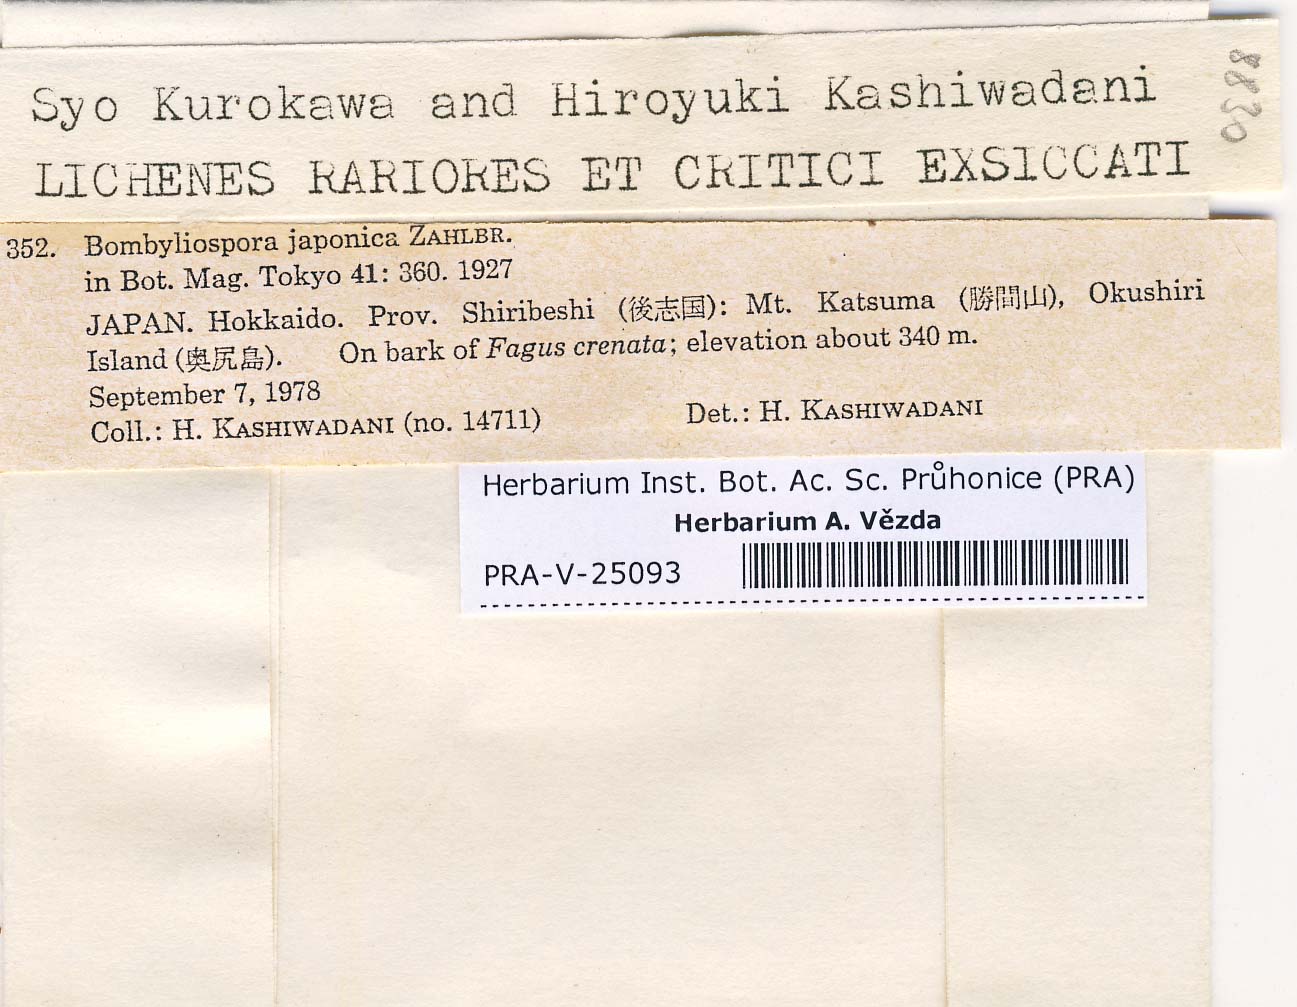 Syo Kurokawa and Hiroyuki Kashiwadani
LICHENES RARIORES ET CRITICI EXSICCATI
8830
352. Bombyliospora japonica ZAHLBR.
in Bot. Mag. Tokyo 41: 360. 1927
JAPAN. Hokkaido. Prov. Shiribeshi (後志国): Mt. Katsuma (勝間山), Okushiri
Island (奥尻島). On bark of Fagus crenata; elevation about 340 m.
September 7, 1978
Coll.: H. KASHIWADANI (no. 14711) Det.: H. KASHIWADANI
Herbarium Inst. Bot. Ac. Sc. Průhonice (PRA)
Herbarium A. Vězda
PRA-V-25093